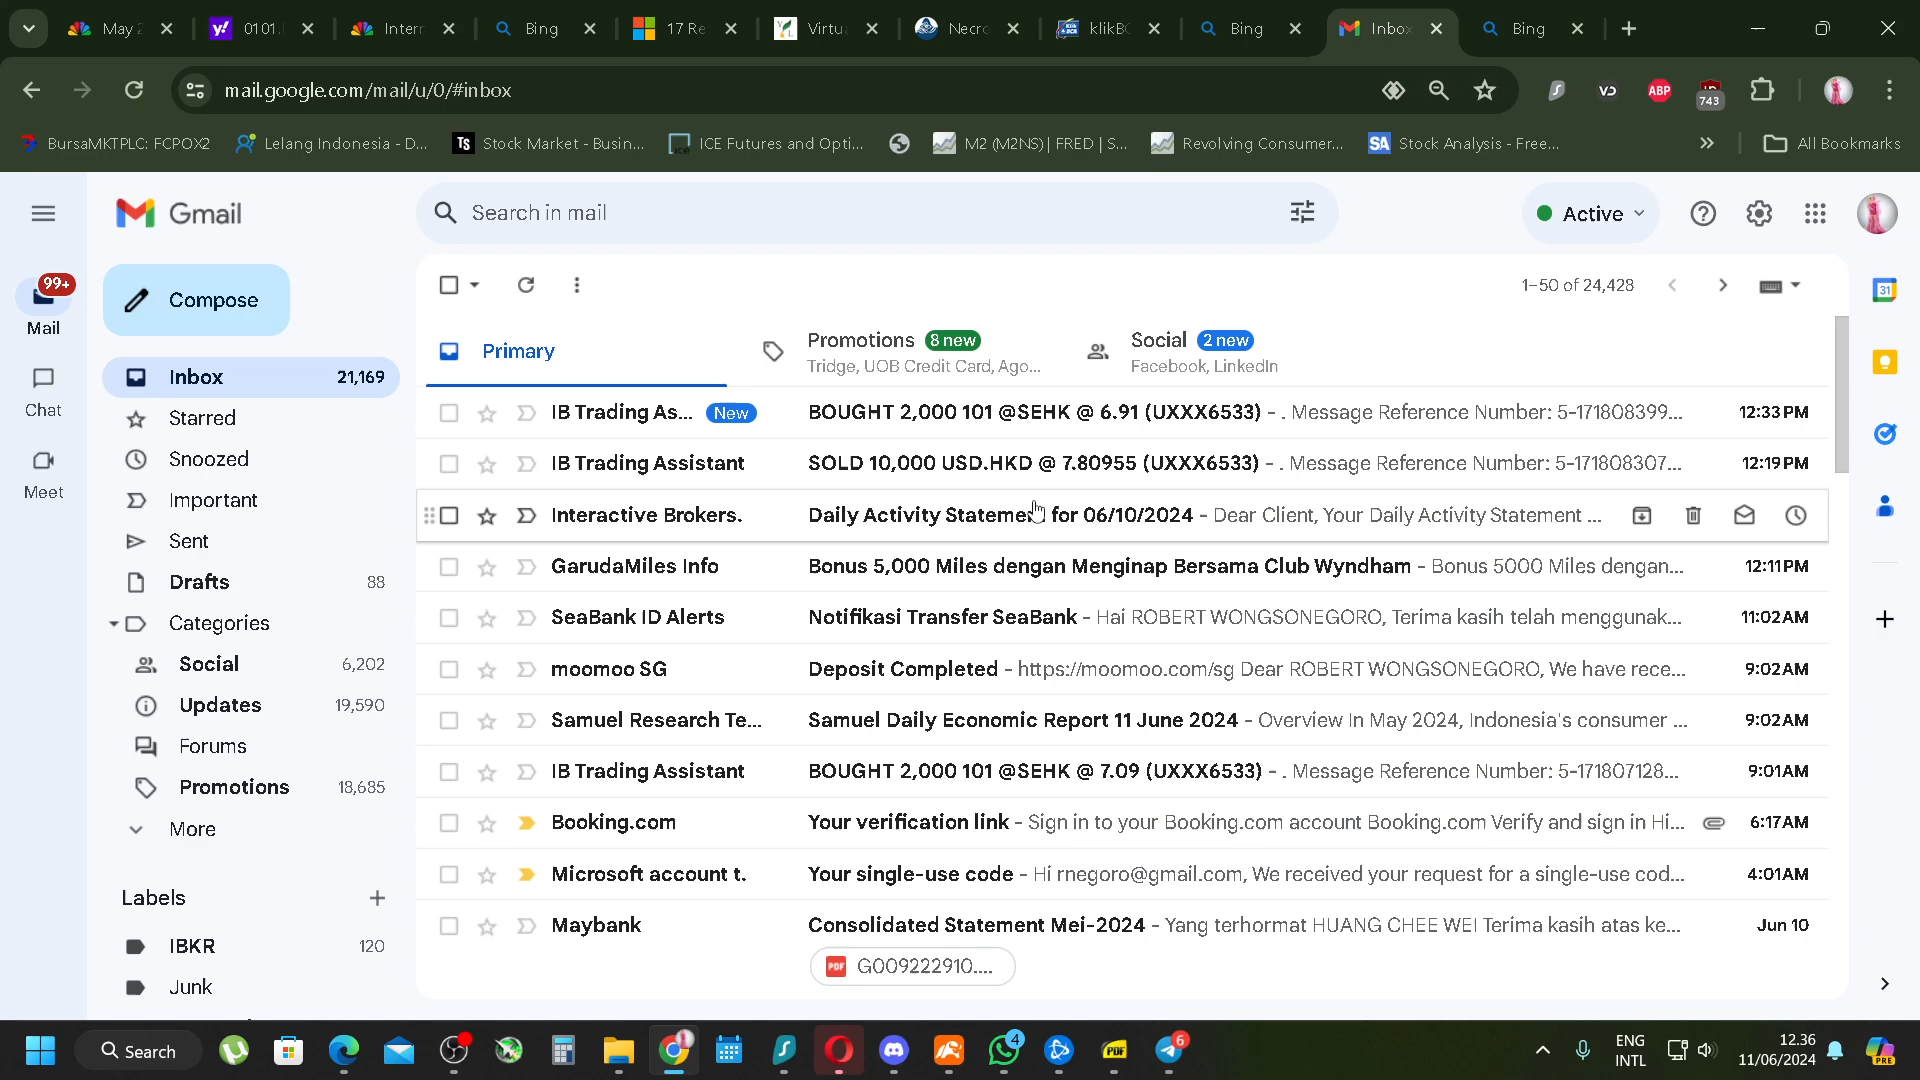 May 2
0101.
Intern
Bing
17 Re
Virtu
Necro
klikBC
Bing
Inbox
Bing
mail.google.com/mail/u/0/#inbox
ABP
743
BursaMKTPLC: FCPOX2
Lelang Indonesia - D...
Stock Market - Busin...
ICE Futures and Opti...
M2 (M2NS) | FRED | S...
Revolving Consumer...
Stock Analysis - Free...
All Bookmarks
Gmail
Search in mail
Active
99+
Mail
Chat
Meet
Compose
Inbox 21,169
Starred
Snoozed
Important
Sent
Drafts 88
Categories
Social 6,202
Updates 19,590
Forums
Promotions 18,685
More
Labels
IBKR 120
Junk
1–50 of 24,428
Primary
Promotions 8 new
Tridge, UOB Credit Card, Ago...
Social 2 new
Facebook, LinkedIn
IB Trading As... New BOUGHT 2,000 101 @SEHK @ 6.91 (UXXX6533) - . Message Reference Number: 5-171808399... 12:33 PM
IB Trading Assistant SOLD 10,000 USD.HKD @ 7.80955 (UXXX6533) - . Message Reference Number: 5-171808307... 12:19 PM
Interactive Brokers. Daily Activity Statement for 06/10/2024 - Dear Client, Your Daily Activity Statement ...
GarudaMiles Info Bonus 5,000 Miles dengan Menginap Bersama Club Wyndham - Bonus 5000 Miles dengan... 12:11 PM
SeaBank ID Alerts Notifikasi Transfer SeaBank - Hai ROBERT WONGSONEGORO, Terima kasih telah menggunak... 11:02 AM
moomoo SG Deposit Completed - https://moomoo.com/sg Dear ROBERT WONGSONEGORO, We have rece... 9:02 AM
Samuel Research Te... Samuel Daily Economic Report 11 June 2024 - Overview In May 2024, Indonesia's consumer ... 9:02 AM
IB Trading Assistant BOUGHT 2,000 101 @SEHK @ 7.09 (UXXX6533) - . Message Reference Number: 5-171807128... 9:01 AM
Booking.com Your verification link - Sign in to your Booking.com account Booking.com Verify and sign in Hi... 6:17 AM
Microsoft account t. Your single-use code - Hi rnegoro@gmail.com, We received your request for a single-use cod... 4:01 AM
Maybank Consolidated Statement Mei-2024 - Yang terhormat HUANG CHEE WEI Terima kasih atas ke... Jun 10
PDF G009222910....
31
Search
4
PDF
6
ENG
INTL
12.36
11/06/2024
PRE